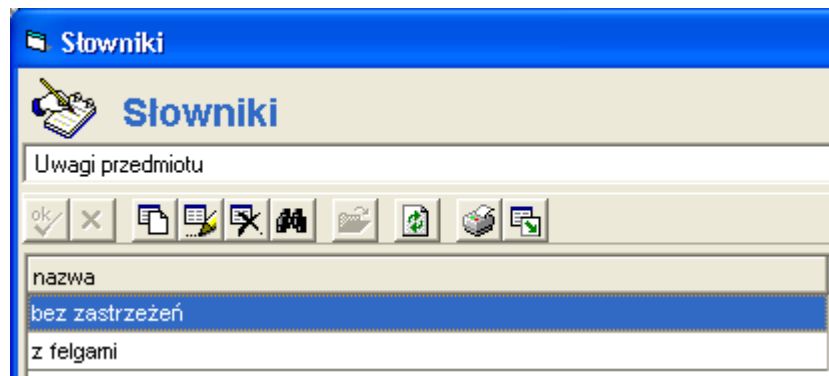 Słowniki
Słowniki
Uwagi przedmiotu
ok
nazwa
bez zastrzeżeń
z felgami